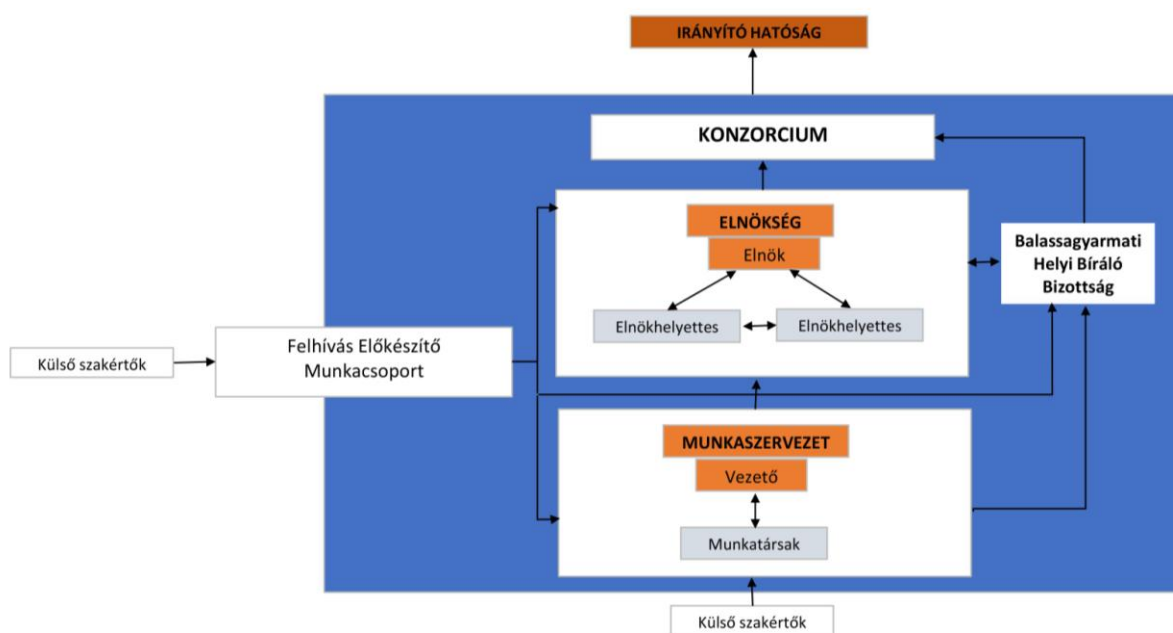 IRÁNYÍTÓ HATÓSÁG
KONZORCIUM
ELNÖKSÉG
Elnök
Elnökhelyettes
Elnökhelyettes
Balassagyarmati
Helyi Bíráló
Bizottság
Külső szakértők
Felhívás Előkészítő
Munkacsoport
MUNKASZERVEZET
Vezető
Munkatársak
Külső szakértők